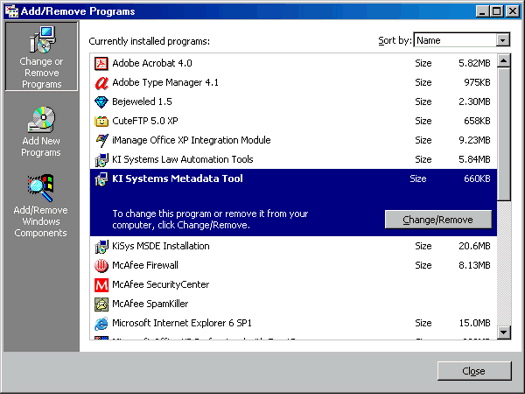 Add/Remove Programs
Change or
Remove
Programs
Add New
Programs
Add/Remove
Windows
Components
Currently installed programs:
Sort by: Name
Adobe Acrobat 4.0 Size 5.82MB
Adobe Type Manager 4.1 Size 975KB
Bejeweled 1.5 Size 2.30MB
CuteFTP 5.0 XP Size 658KB
iManage Office XP Integration Module Size 9.23MB
KI Systems Law Automation Tools Size 5.84MB
KI Systems Metadata Tool Size 660KB
To change this program or remove it from your
computer, click Change/Remove.
Change/Remove
KiSys MSDE Installation Size 20.6MB
McAfee Firewall Size 8.13MB
McAfee SecurityCenter
McAfee SpamKiller
Microsoft Internet Explorer 6 SP1 Size 15.0MB
Close